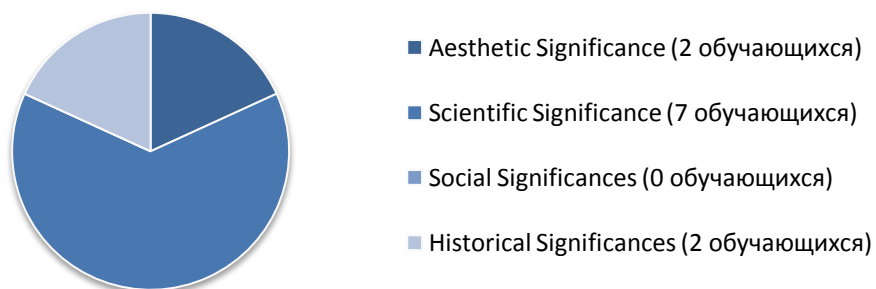 Aesthetic Significance (2 обучающихся)
Scientific Significance (7 обучающихся)
Social Significances (0 обучающихся)
Historical Significances (2 обучающихся)